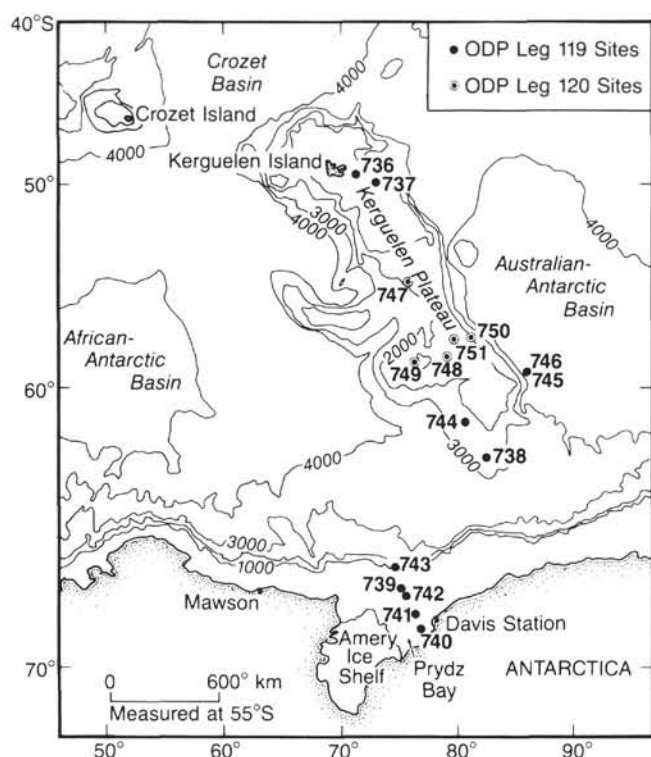 40°S
ODP Leg 119 Sites
ODP Leg 120 Sites
Crozet
Basin
4000
Crozet Island
4000
Kerguelen Island
736
737
50°
3000
4000
Kerguelen Plateau
4000
Australian-
Antarctic
Basin
747
African-
Antarctic
Basin
2000
750
751
748
749
746
745
60°
744
3000
738
4000
3000
1000
743
739
742
Mawson
741
Davis Station
740
SAmery
Ice
Shelf
Prydz
Bay
ANTARCTICA
70°
0 600° km
Measured at 55°S
50° 60° 70° 80° 90°